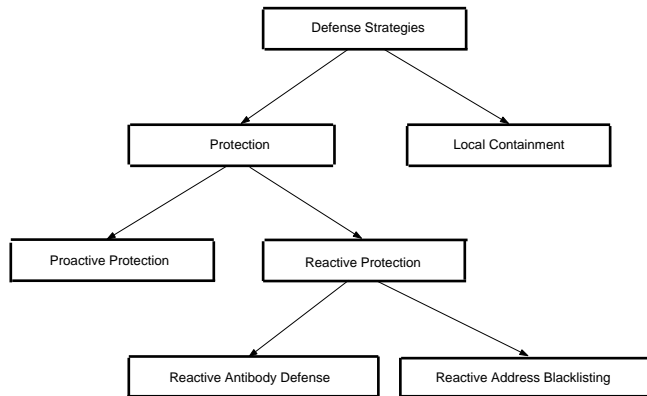 Defense Strategies
Protection
Local Containment
Proactive Protection
Reactive Protection
Reactive Antibody Defense
Reactive Address Blacklisting